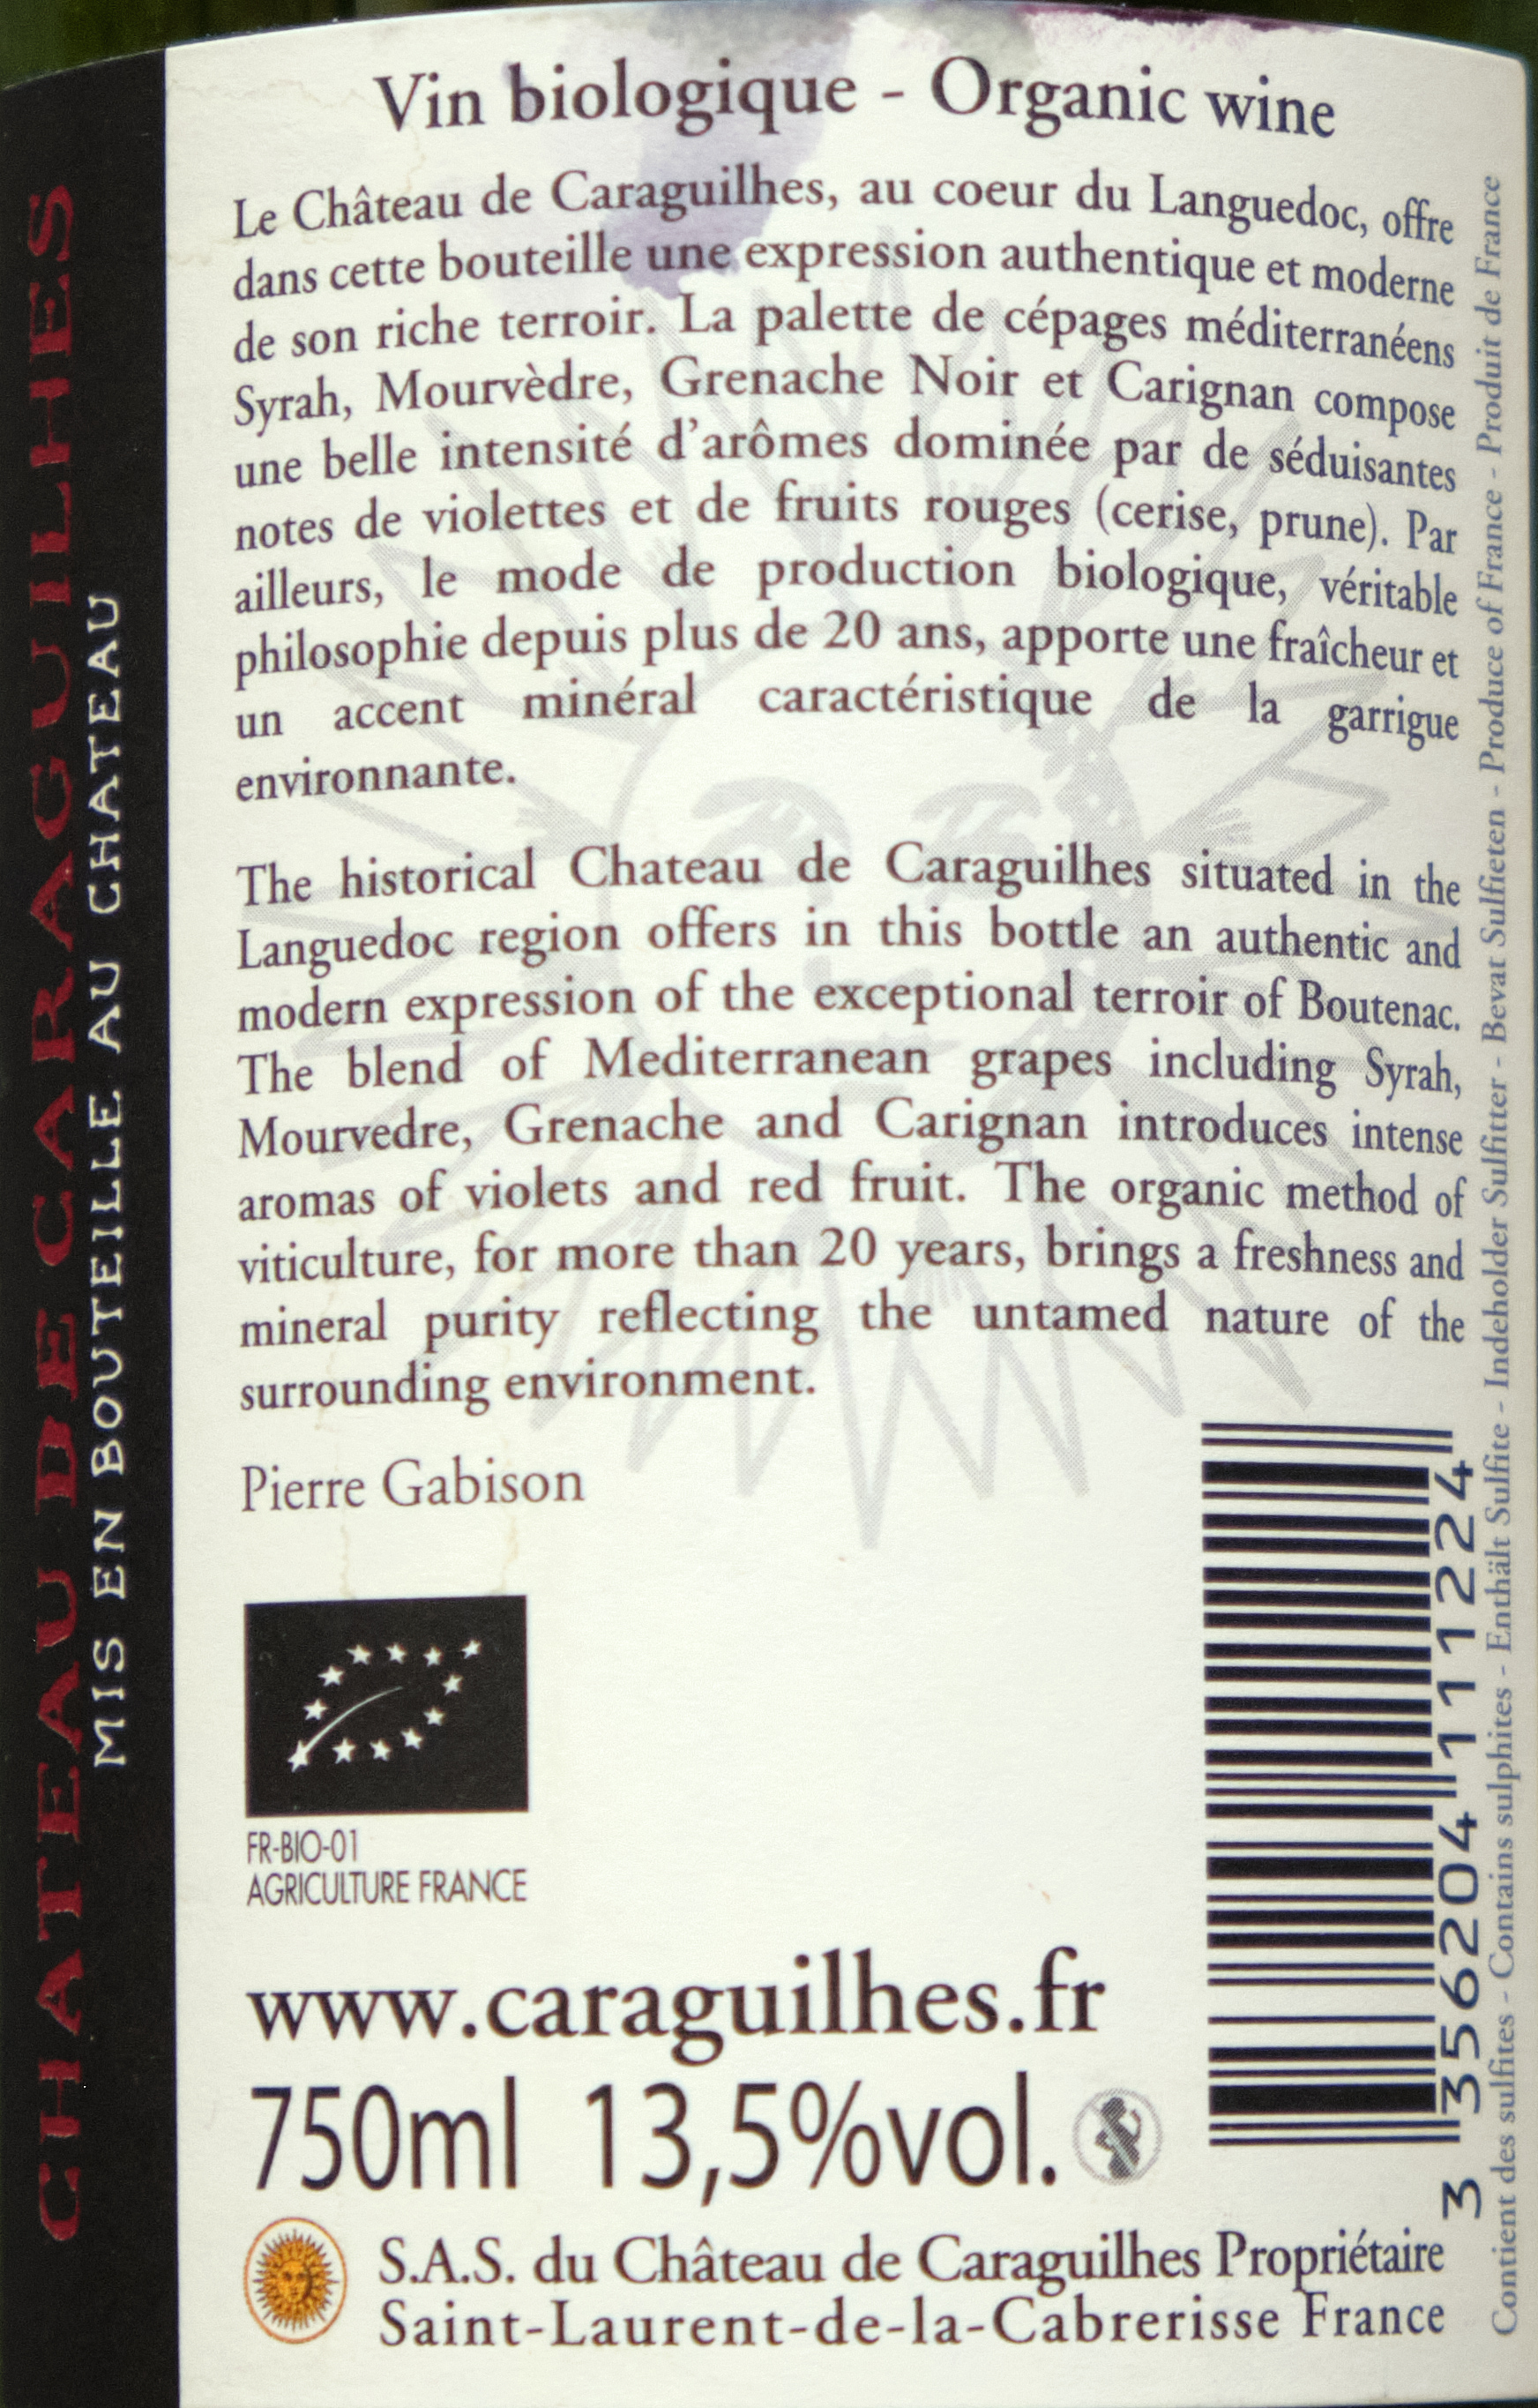 CHATEAU DE CARAGUILHES
MIS EN BOUTEILLE AU CHATEAU
Vin biologique - Organic wine
Le Château de Caraguilhes, au coeur du Languedoc, offre
dans cette bouteille une expression authentique et moderne
de son riche terroir. La palette de cépages méditerranéens
Syrah, Mourvèdre, Grenache Noir et Carignan compose
une belle intensité d'arômes dominée par de séduisantes
notes de violettes et de fruits rouges (cerise, prune). Par
ailleurs, le mode de production biologique, véritable
philosophie depuis plus de 20 ans, apporte une fraîcheur et
un accent minéral caractéristique de la garrigue
environnante.
The historical Chateau de Caraguilhes situated in the
Languedoc region offers in this bottle an authentic and
modern expression of the exceptional terroir of Boutenac.
The blend of Mediterranean grapes including Syrah,
Mourvedre, Grenache and Carignan introduces intense
aromas of violets and red fruit. The organic method of
viticulture, for more than 20 years, brings a freshness and
mineral purity reflecting the untamed nature of the
surrounding environment.
Pierre Gabison
FR-BIO-01
AGRICULTURE FRANCE
www.caraguilhes.fr
750ml 13,5%vol.
S.A.S. du Château de Caraguilhes Propriétaire
Saint-Laurent-de-la-Cabrerisse France
3 356204 111224
Contient des sulfites - Contains sulphites - Enthält Sulfite - Indeholder Sulfitter - Bevat Sulfieten - Produce of France - Produit de France